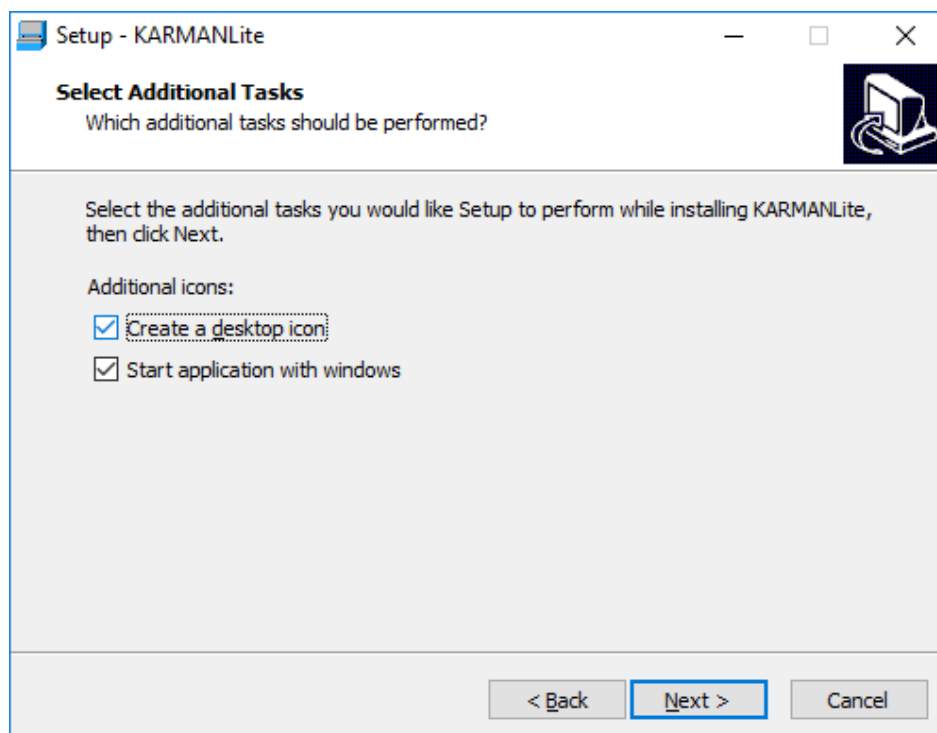 Setup - KARMANLite
Select Additional Tasks
Which additional tasks should be performed?
Select the additional tasks you would like Setup to perform while installing KARMANLite,
then click Next.
Additional icons:
Create a desktop icon
Start application with windows
< Back
Next >
Cancel